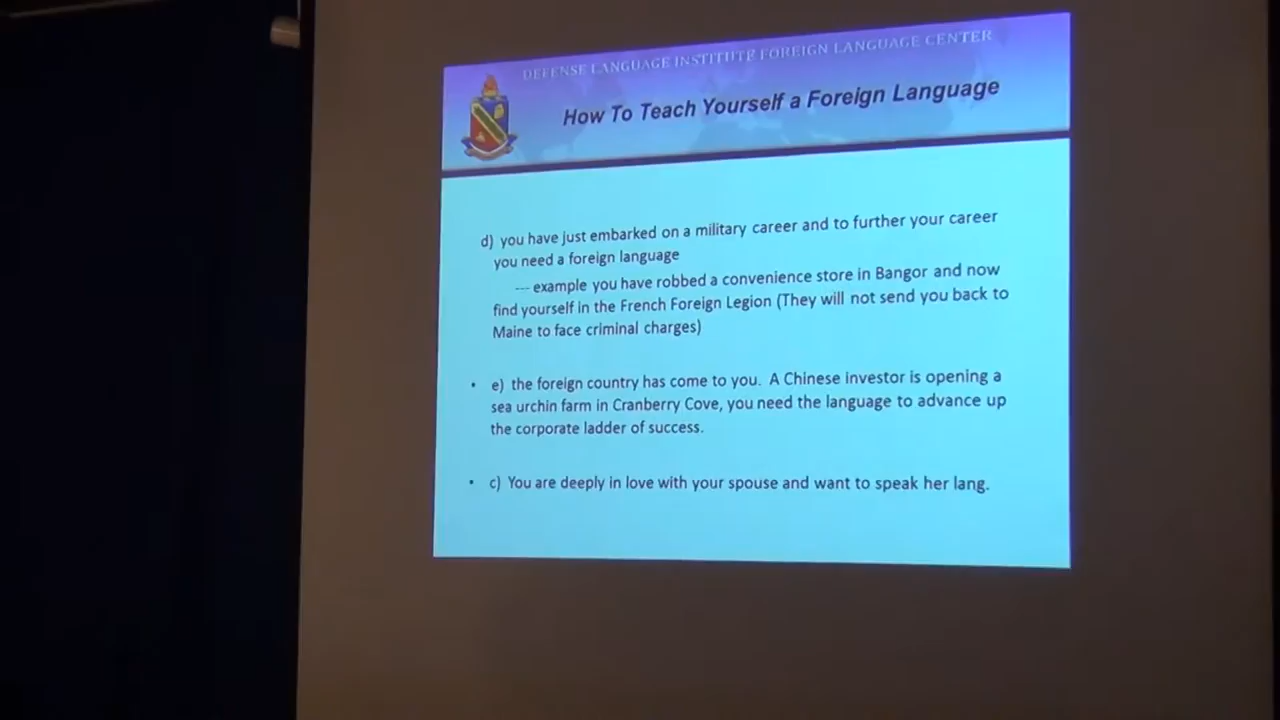 DEFENSE LANGUAGE INSTITUTE FOREIGN LANGUAGE CENTER
How To Teach Yourself a Foreign Language
d) you have just embarked on a military career and to further your career
you need a foreign language
--- example you have robbed a convenience store in Bangor and now
find yourself in the French Foreign Legion (They will not send you back to
Maine to face criminal charges)
• e) the foreign country has come to you. A Chinese investor is opening a
sea urchin farm in Cranberry Cove, you need the language to advance up
the corporate ladder of success.
• c) You are deeply in love with your spouse and want to speak her lang.